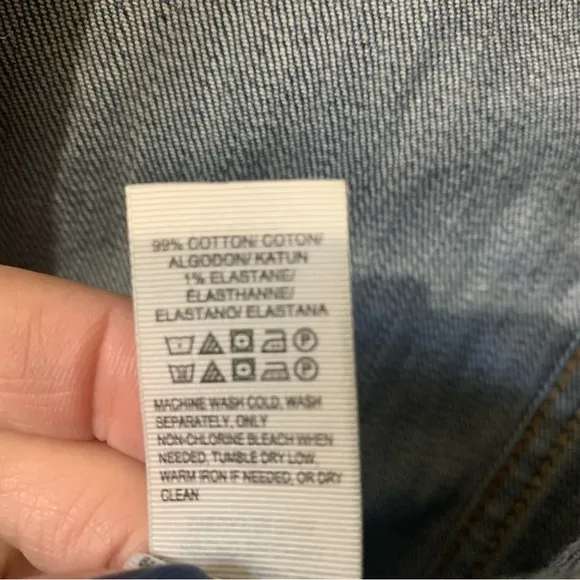 99% COTTON/ COTON/
ALGODON/ KATUN
1% ELASTANE/
ÉLASTHANNE/
ELASTANO/ ELASTANA
P
P
MACHINE WASH COLD, WASH
SEPARATELY, ONLY
NON-CHLORINE BLEACH WHEN
NEEDED, TUMBLE DRY LOW,
WARM IRON IF NEEDED, OR DRY
CLEAN